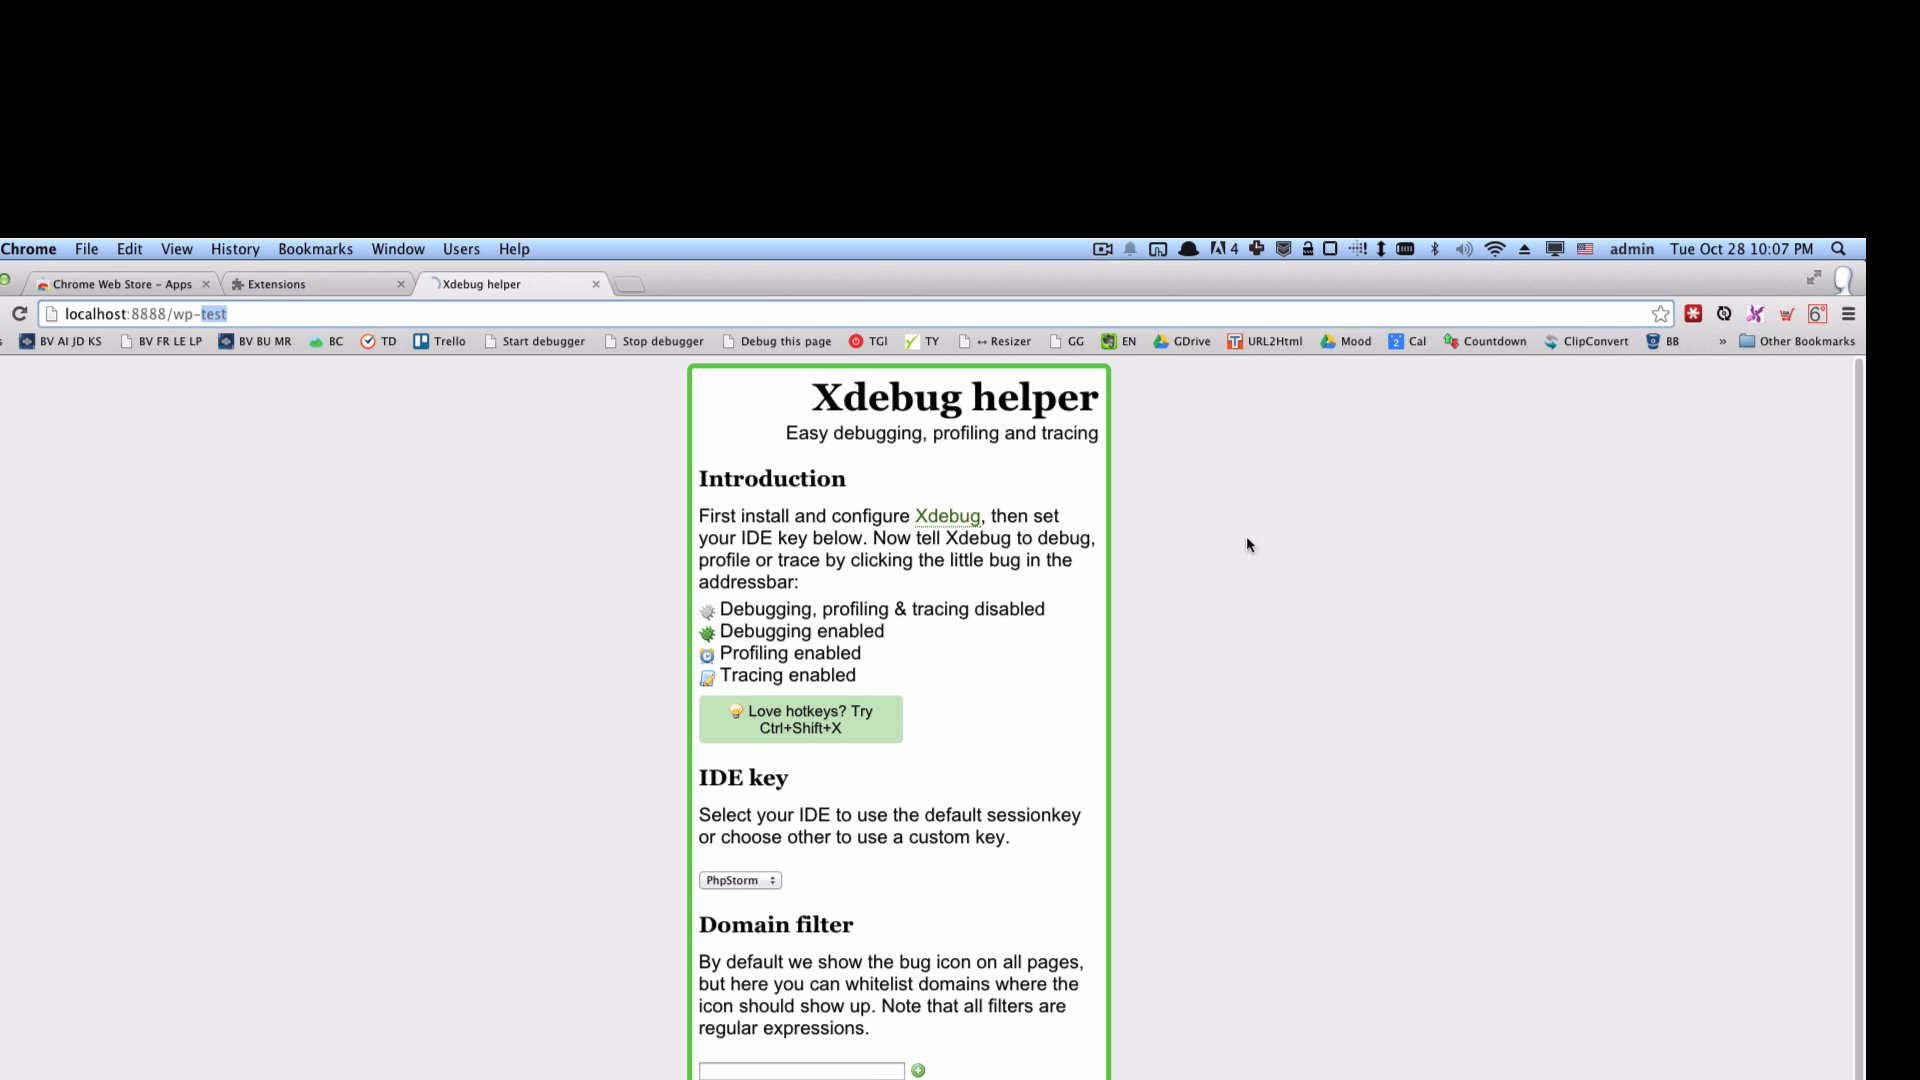 Chrome File Edit View History Bookmarks Window Users Help 4 admin Tue Oct 28 10:07 PM
Chrome Web Store - Apps Extensions Xdebug helper
localhost:8888/wp-test 6°
BV AI JD KS BV FR LE LP BV BU MR BC TD Trello Start debugger Stop debugger Debug this page TGI TY ↔ Resizer GG EN GDrive URL2Html Mood 2 Cal Countdown ClipConvert BB » Other Bookmarks
Xdebug helper
Easy debugging, profiling and tracing
Introduction
First install and configure Xdebug, then set
your IDE key below. Now tell Xdebug to debug,
profile or trace by clicking the little bug in the
addressbar:
Debugging, profiling & tracing disabled
Debugging enabled
Profiling enabled
Tracing enabled
Love hotkeys? Try
Ctrl+Shift+X
IDE key
Select your IDE to use the default sessionkey
or choose other to use a custom key.
PhpStorm
Domain filter
By default we show the bug icon on all pages,
but here you can whitelist domains where the
icon should show up. Note that all filters are
regular expressions.